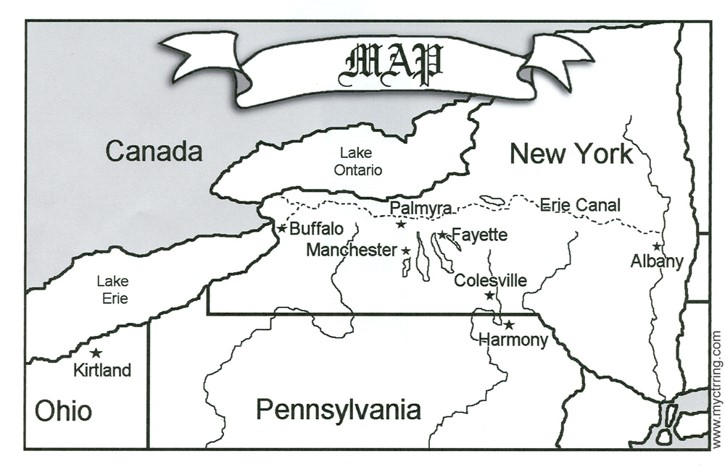 MAP
Canada
Lake
Ontario
New York
Palmyra
Erie Canal
Buffalo
Fayette
Manchester
Albany
Lake
Erie
Colesville
Harmony
Kirtland
Ohio
Pennsylvania
www.myctrring.com